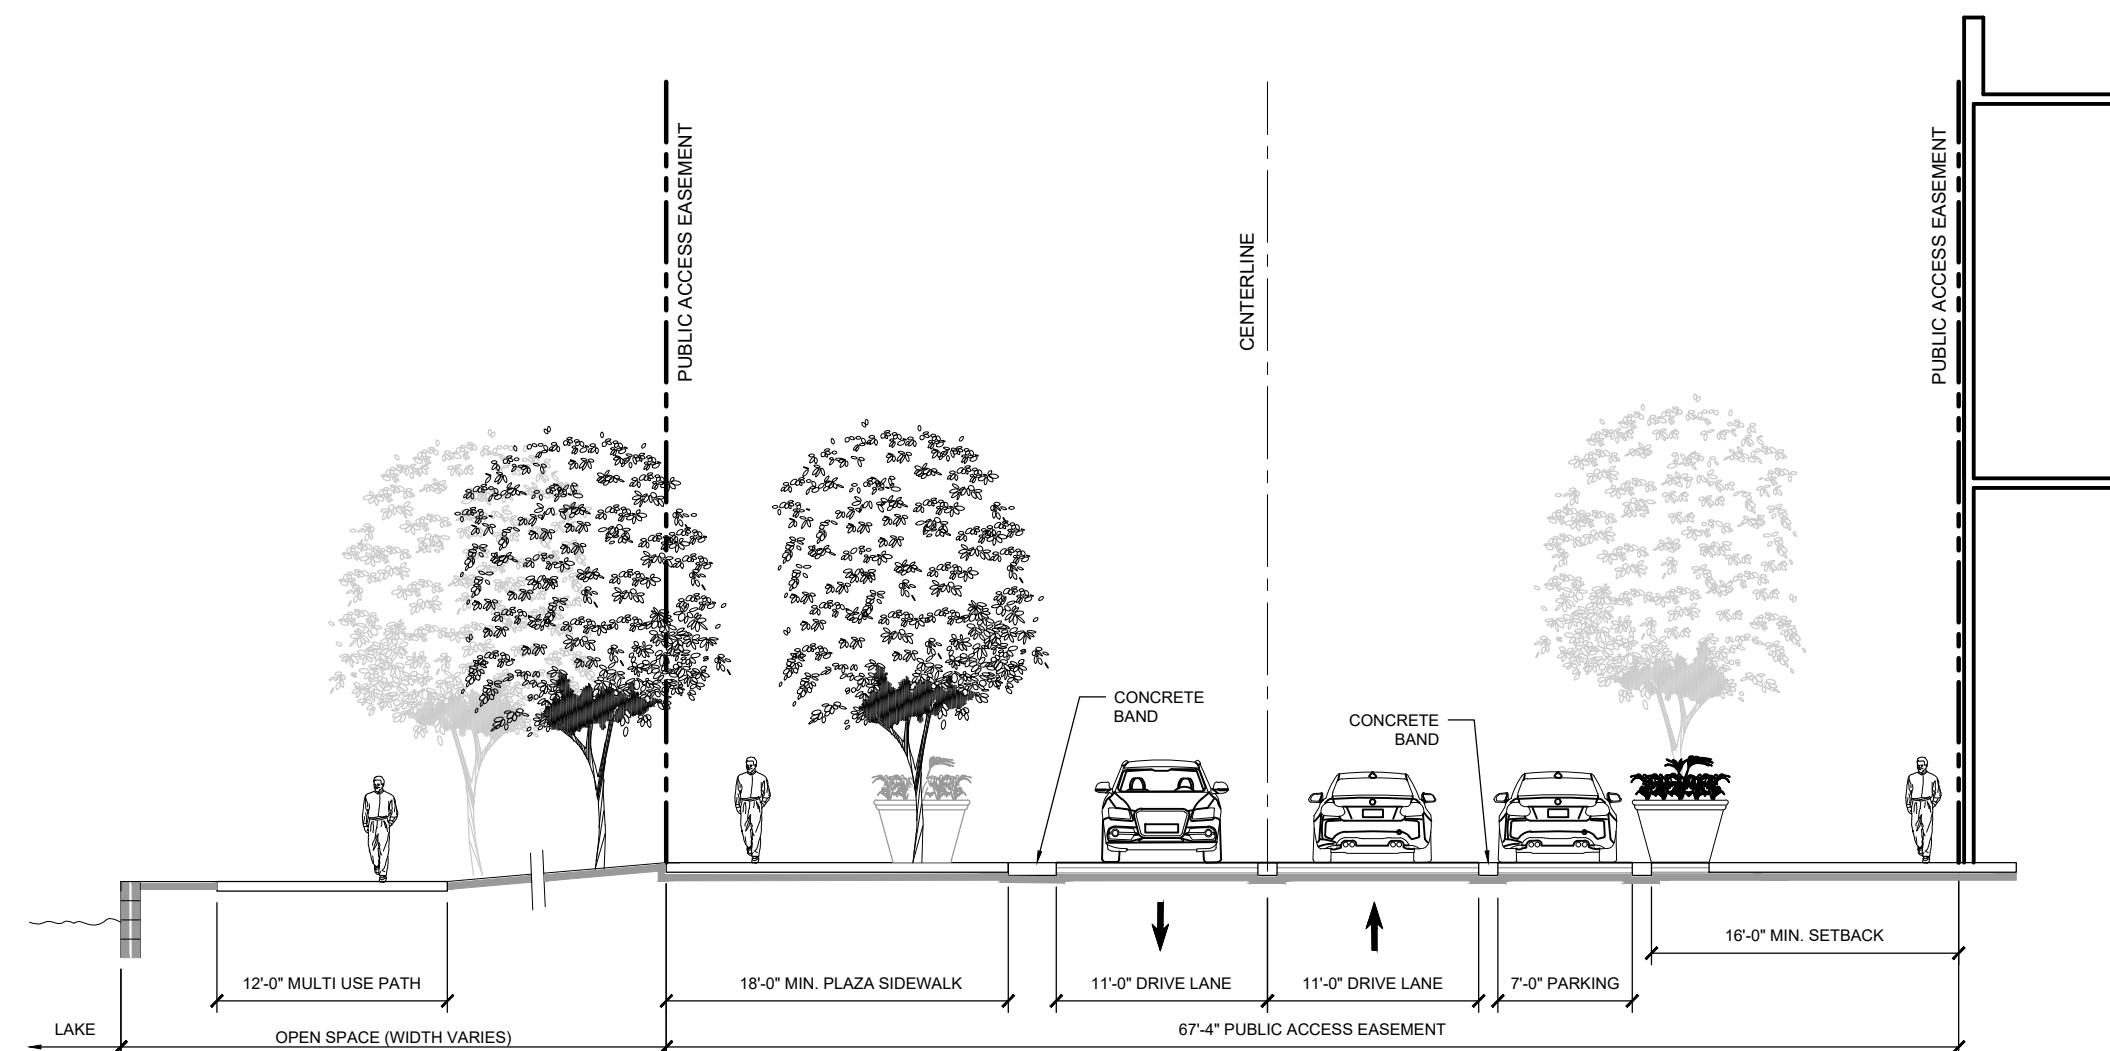 PUBLIC ACCESS EASEMENT
CENTERLINE
PUBLIC ACCESS EASEMENT
CONCRETE
BAND
CONCRETE
BAND
16'-0" MIN. SETBACK
12'-0" MULTI USE PATH
18'-0" MIN. PLAZA SIDEWALK
11'-0" DRIVE LANE
11'-0" DRIVE LANE
7'-0" PARKING
LAKE
OPEN SPACE (WIDTH VARIES)
67'-4" PUBLIC ACCESS EASEMENT